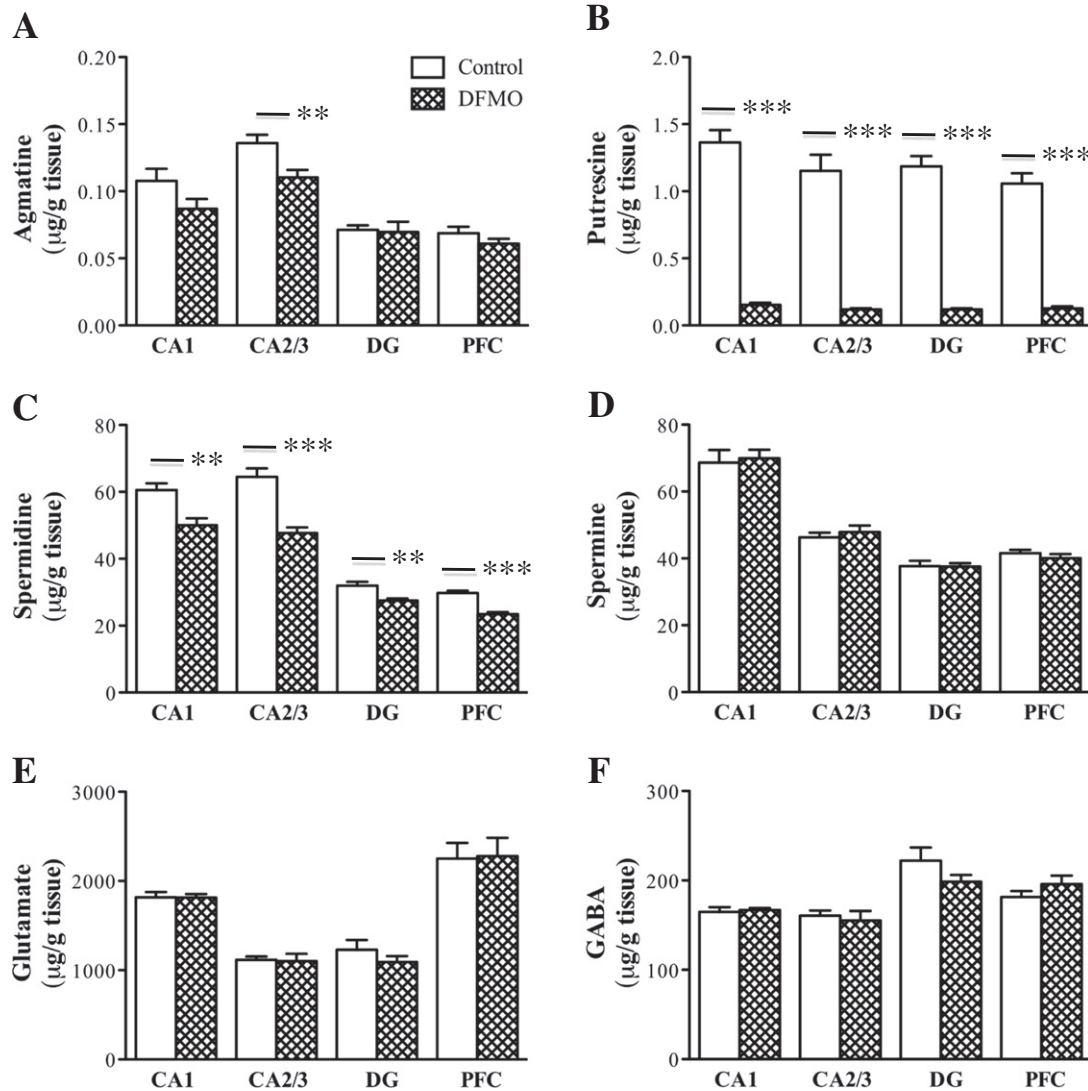 A
Agmatine
(μg/g tissue)
0.20
0.15
0.10
0.05
0.00
Control
DFMO
**
CA1 CA2/3 DG PFC
B
Putrescine
(μg/g tissue)
2.0
1.5
1.0
0.5
0.0
*** *** *** ***
CA1 CA2/3 DG PFC
C
Spermidine
(μg/g tissue)
80
60
40
20
0
** *** ** ***
CA1 CA2/3 DG PFC
D
Spermine
(μg/g tissue)
80
60
40
20
0
CA1 CA2/3 DG PFC
E
Glutamate
(μg/g tissue)
3000
2000
1000
0
CA1 CA2/3 DG PFC
F
GABA
(μg/g tissue)
300
200
100
0
CA1 CA2/3 DG PFC